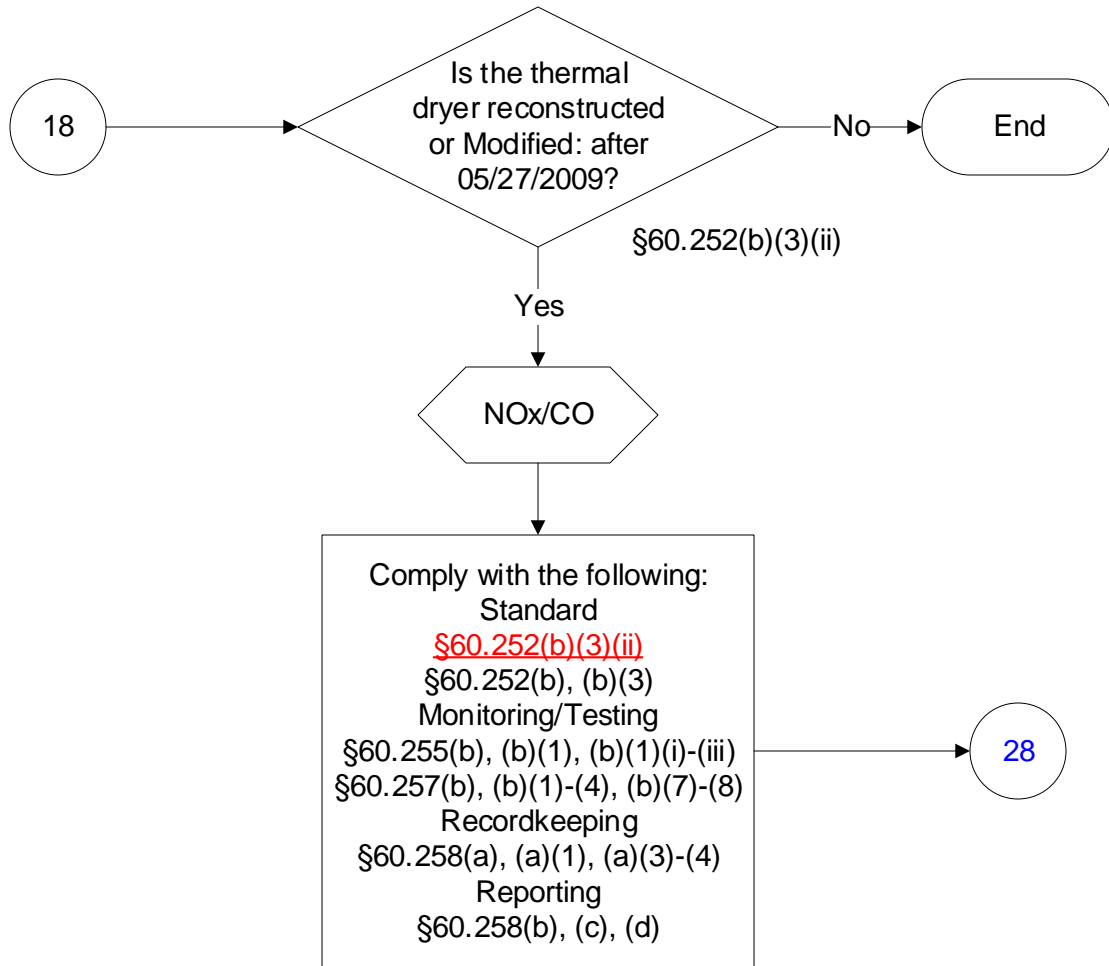 18
Is the thermal
dryer reconstructed
or Modified: after
05/27/2009?
No
End
§60.252(b)(3)(ii)
Yes
NOx/CO
Comply with the following:
Standard
§60.252(b)(3)(ii)
§60.252(b), (b)(3)
Monitoring/Testing
§60.255(b), (b)(1), (b)(1)(i)-(iii)
§60.257(b), (b)(1)-(4), (b)(7)-(8)
Recordkeeping
§60.258(a), (a)(1), (a)(3)-(4)
Reporting
§60.258(b), (c), (d)
28